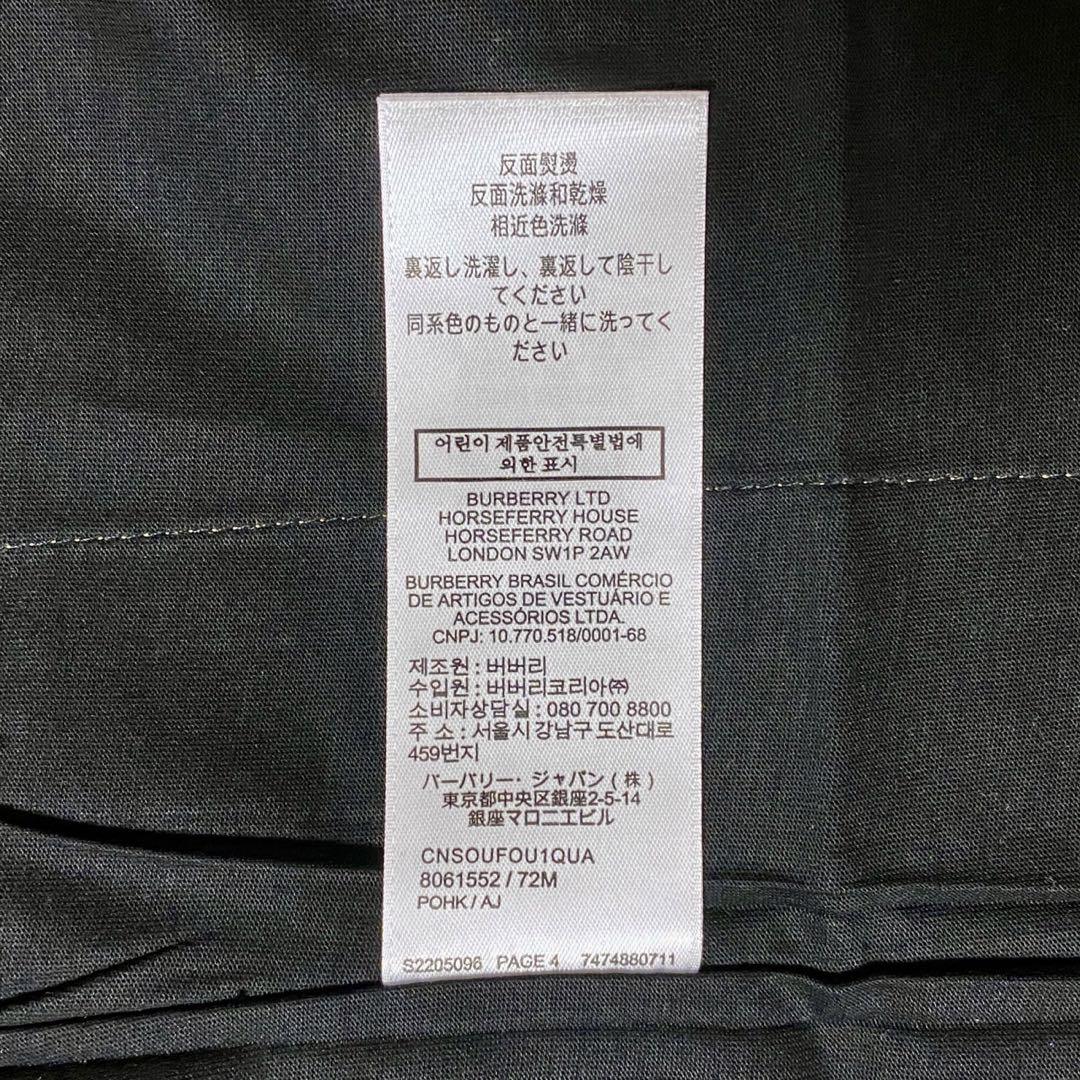 反面熨燙
反面洗滌和乾燥
相近色洗滌
裏返し洗濯し、裏返して陰干し
てください
同系色のものと一緒に洗ってく
ださい
어린이 제품안전특별법에
의한 표시
BURBERRY LTD
HORSEFERRY HOUSE
HORSEFERRY ROAD
LONDON SW1P 2AW
BURBERRY BRASIL COMÉRCIO
DE ARTIGOS DE VESTUÁRIO E
ACESSÓRIOS LTDA.
CNPJ: 10.770.518/0001-68
제조원 : 버버리
수입원 : 버버리코리아㈜
소비자상담실 : 080 700 8800
주 소 : 서울시 강남구 도산대로
459번지
バーバリー・ジャパン(株)
東京都中央区銀座2-5-14
銀座マロニエビル
CNSOUFOU1QUA
8061552 / 72M
POHK / AJ
S2205096 PAGE 4 7474880711